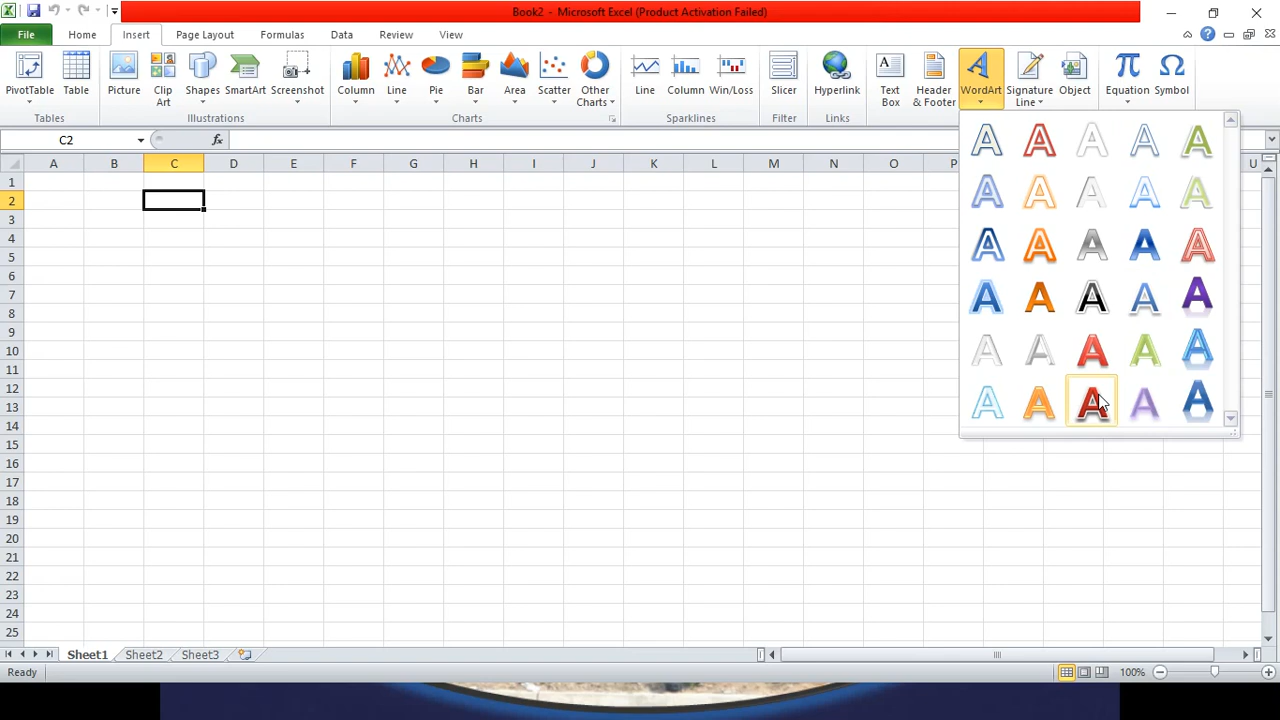 Book2 - Microsoft Excel (Product Activation Failed)
File Home Insert Page Layout Formulas Data Review View
PivotTable Table Picture Clip Art Shapes SmartArt Screenshot Column Line Pie Bar Area Scatter Other Charts Line Column Win/Loss Slicer Hyperlink Text Box Header & Footer WordArt Signature Line Object Equation Symbol
Tables Illustrations Charts Sparklines Filter Links
C2 fx
A B C D E F G H I J K L M N O P U
A A A A A
A A A A A
A A A A A
A A A A A
A A A A A
A A A A A
1
2
3
4
5
6
7
8
9
10
11
12
13
14
15
16
17
18
19
20
21
22
23
24
25
Sheet1 Sheet2 Sheet3
Ready 100%